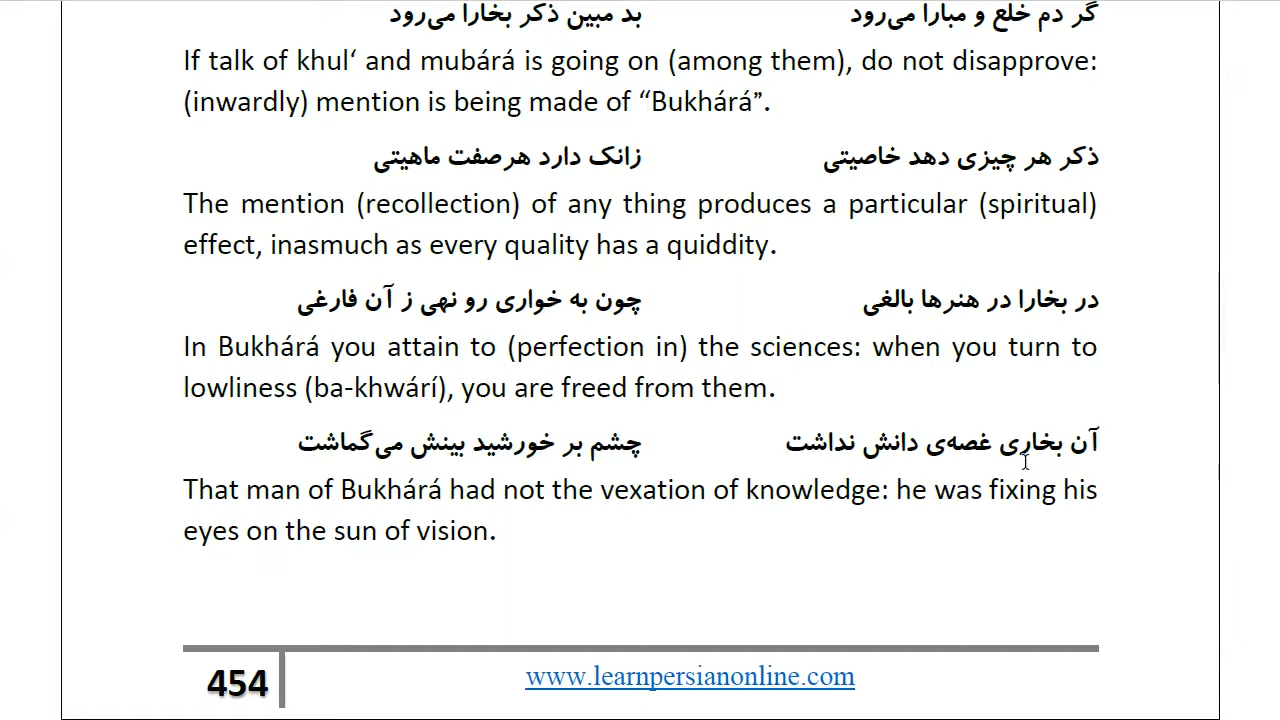 گر دم خلع و مبارا می‌رود بد مبین ذکر بخارا می‌رود
If talk of khul‘ and mubárá is going on (among them), do not disapprove:
(inwardly) mention is being made of “Bukhárá”.
ذکر هر چیزی دهد خاصیتی زانک دارد هرصفت ماهیتی
The mention (recollection) of any thing produces a particular (spiritual)
effect, inasmuch as every quality has a quiddity.
در بخارا در هنرها بالغی چون به خواری رو نهی ز آن فارغی
In Bukhárá you attain to (perfection in) the sciences: when you turn to
lowliness (ba-khwárí), you are freed from them.
آن بخاری غصه‌ی دانش نداشت چشم بر خورشید بینش می‌گماشت
That man of Bukhárá had not the vexation of knowledge: he was fixing his
eyes on the sun of vision.
454 www.learnpersianonline.com